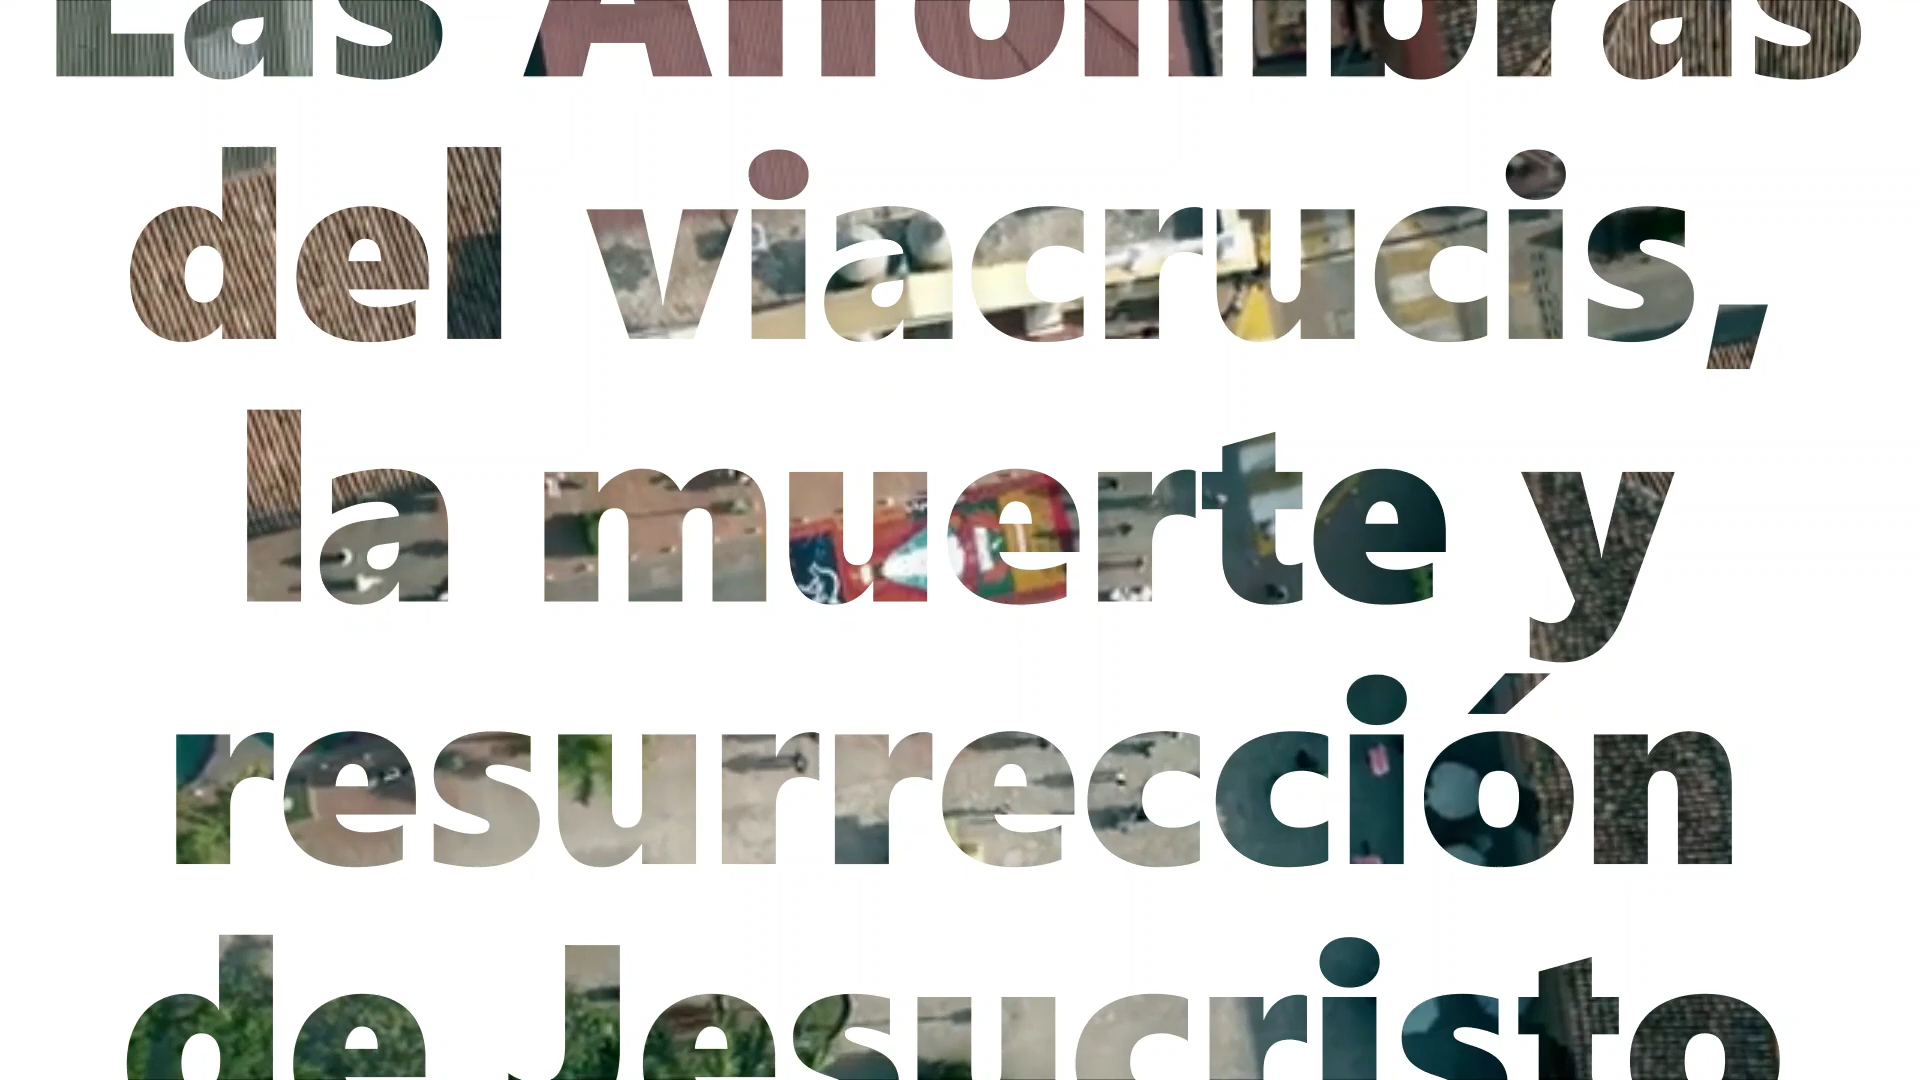 Las Alfombras
del viacrucis,
la muerte y
resurrección
de Jesucristo